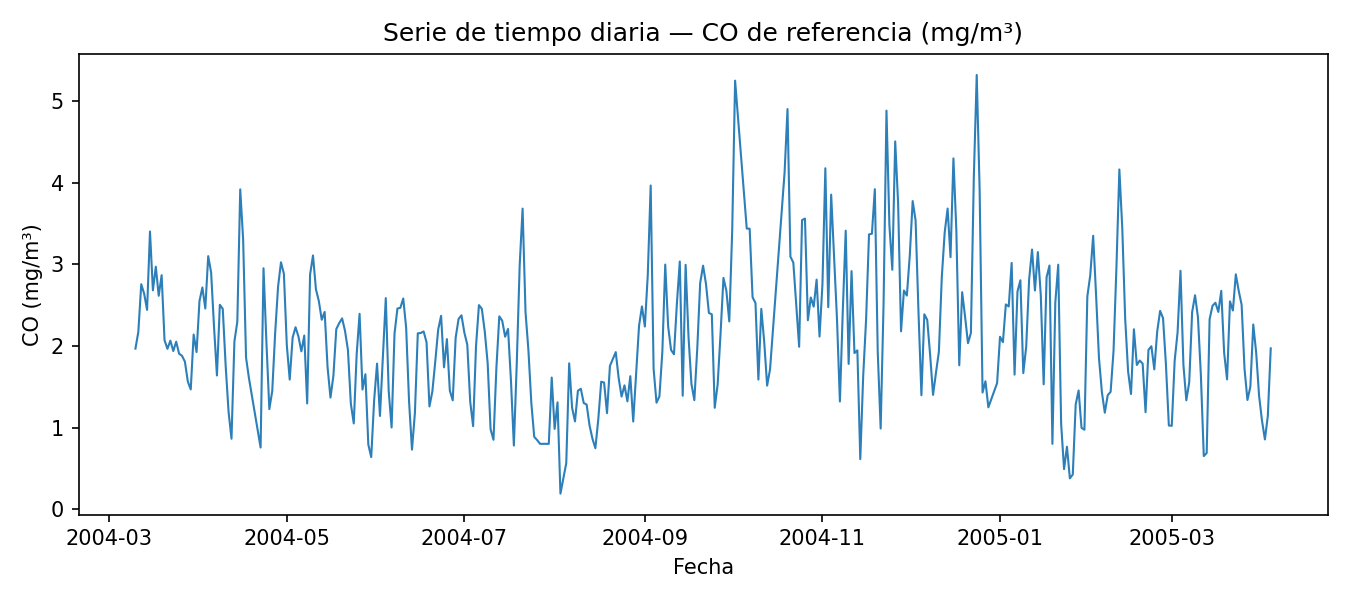 Serie de tiempo diaria — CO de referencia (mg/m³)
CO (mg/m³)
5
4
3
2
1
0
2004-03 2004-05 2004-07 2004-09 2004-11 2005-01 2005-03
Fecha